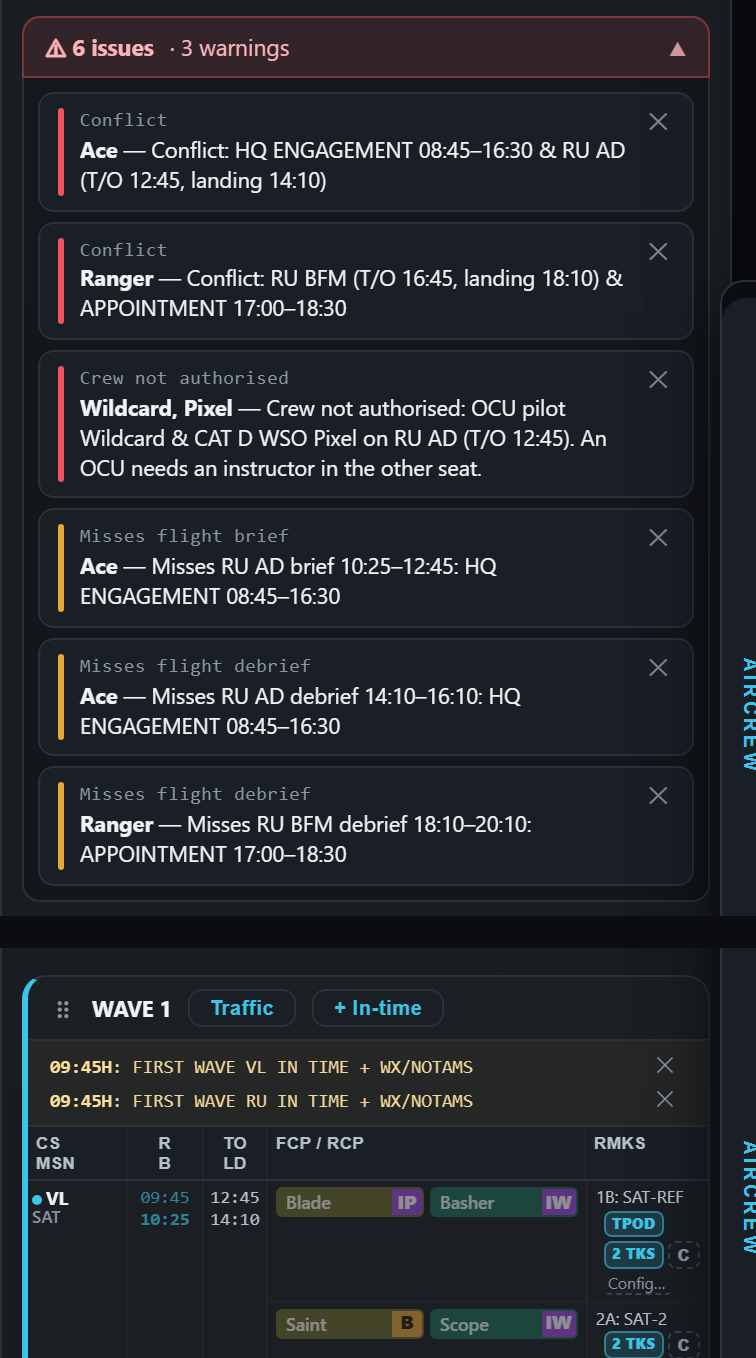 ⚠ 6 issues · 3 warnings ▲
Conflict
Ace — Conflict: HQ ENGAGEMENT 08:45–16:30 & RU AD
(T/O 12:45, landing 14:10)
Conflict
Ranger — Conflict: RU BFM (T/O 16:45, landing 18:10) &
APPOINTMENT 17:00–18:30
Crew not authorised
Wildcard, Pixel — Crew not authorised: OCU pilot
Wildcard & CAT D WSO Pixel on RU AD (T/O 12:45). An
OCU needs an instructor in the other seat.
Misses flight brief
Ace — Misses RU AD brief 10:25–12:45: HQ
ENGAGEMENT 08:45–16:30
Misses flight debrief
Ace — Misses RU AD debrief 14:10–16:10: HQ
ENGAGEMENT 08:45–16:30
Misses flight debrief
Ranger — Misses RU BFM debrief 18:10–20:10:
APPOINTMENT 17:00–18:30
AIRCREW
WAVE 1 Traffic + In-time
09:45H: FIRST WAVE VL IN TIME + WX/NOTAMS
09:45H: FIRST WAVE RU IN TIME + WX/NOTAMS
CS R TO FCP / RCP RMKS
MSN B LD
VL 09:45 12:45 Blade IP Basher IW 1B: SAT-REF
SAT 10:25 14:10 TPOD
2 TKS C
Config...
Saint B Scope IW 2A: SAT-2
2 TKS C
AIRCREW